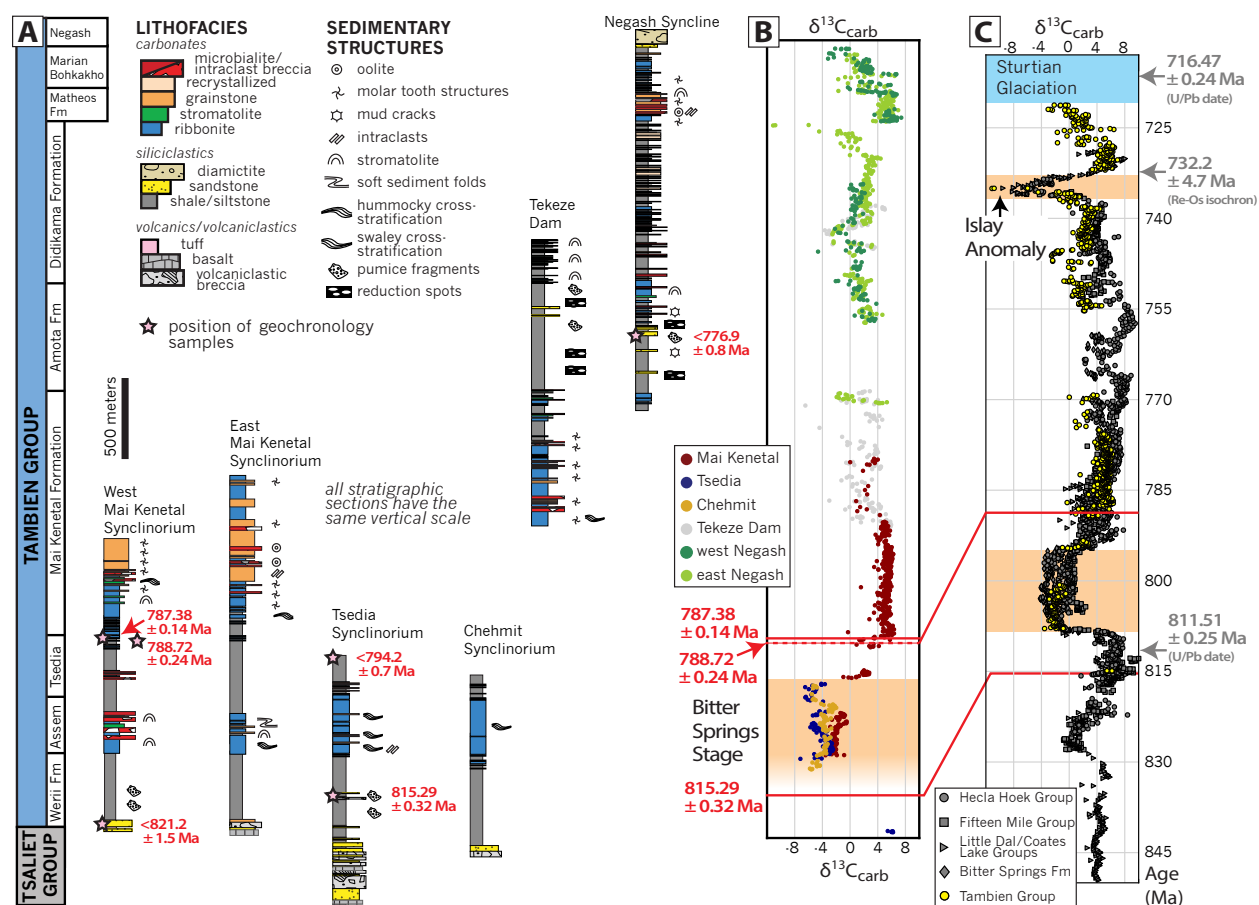 A
TAMBIEN GROUP
TSALIET
GROUP
Negash
Marian
Bohkakho
Matheos
Fm
Didikama Formation
Amota Fm
Mai Kenetal Formation
Tsedia
Assem
Werii Fm
LITHOFACIES
carbonates
microbialite/
intraclast breccia
recrystallized
grainstone
stromatolite
ribbonite
siliciclastics
diamictite
sandstone
shale/siltstone
volcanics/volcaniclastics
tuff
basalt
volcaniclastic
breccia
position of geochronology
samples
SEDIMENTARY
STRUCTURES
oolite
molar tooth structures
mud cracks
intraclasts
stromatolite
soft sediment folds
hummocky cross-
stratification
swaley cross-
stratification
pumice fragments
reduction spots
500 meters
West
Mai Kenetal
Synclinorium
787.38
± 0.14 Ma
788.72
± 0.24 Ma
<821.2
± 1.5 Ma
East
Mai Kenetal
Synclinorium
all stratigraphic
sections have the
same vertical scale
Tsedia
Synclinorium
<794.2
± 0.7 Ma
815.29
± 0.32 Ma
Chehmit
Synclinorium
Tekeze
Dam
Negash Syncline
<776.9
± 0.8 Ma
B
δ13Ccarb
Mai Kenetal
Tsedia
Chehmit
Tekeze Dam
west Negash
east Negash
787.38
± 0.14 Ma
788.72
± 0.24 Ma
Bitter
Springs
Stage
815.29
± 0.32 Ma
-8 -4 0 4 8
δ13Ccarb
C
δ13Ccarb
-8 -4 0 4 8
Sturtian
Glaciation
716.47
± 0.24 Ma
(U/Pb date)
725
732.2
± 4.7 Ma
(Re-Os isochron)
740
Islay
Anomaly
755
770
785
800
811.51
± 0.25 Ma
(U/Pb date)
815
830
845
Age
(Ma)
Hecla Hoek Group
Fifteen Mile Group
Little Dal/Coates
Lake Groups
Bitter Springs Fm
Tambien Group